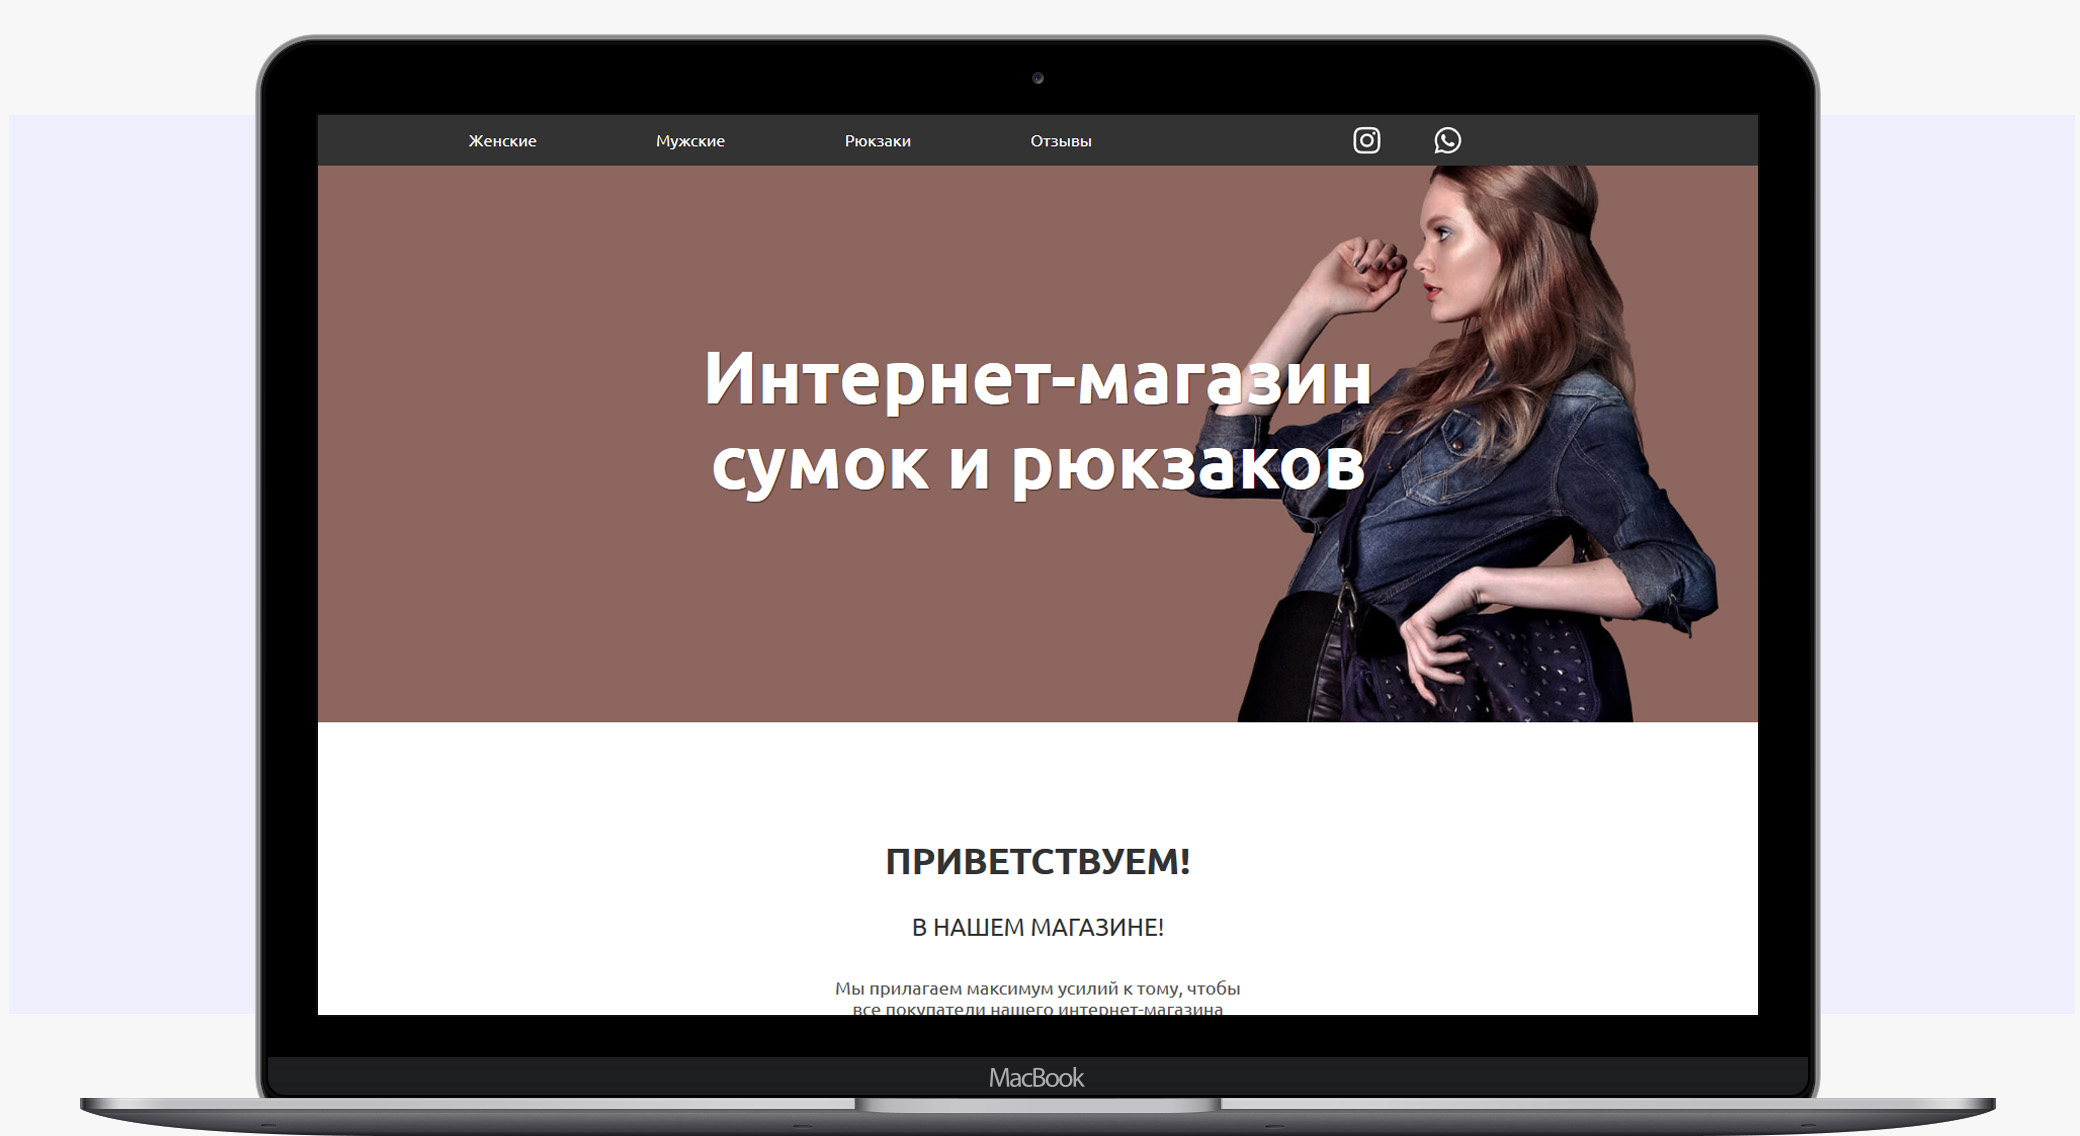 Женские Мужские Рюкзаки Отзывы
Интернет-магазин
сумок и рюкзаков
ПРИВЕТСТВУЕМ!
В НАШЕМ МАГАЗИНЕ!
Мы прилагаем максимум усилий к тому, чтобы
все покупатели нашего интернет-магазина
MacBook